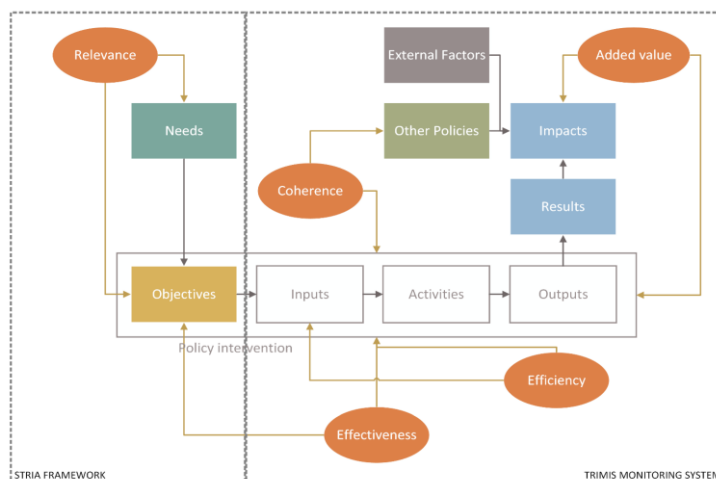 Relevance
External Factors
Added value
Needs
Other Policies
Impacts
Coherence
Results
Objectives
Inputs
Activities
Outputs
Policy intervention
Efficiency
Effectiveness
STRIA FRAMEWORK
TRIMIS MONITORING SYSTEM